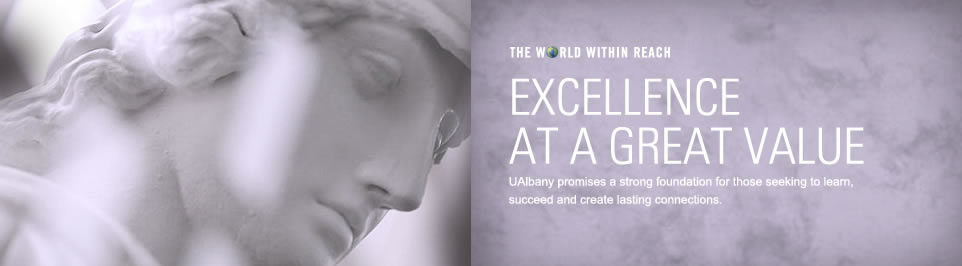 THE WORLD WITHIN REACH
EXCELLENCE
AT A GREAT VALUE
UAlbany promises a strong foundation for those seeking to learn,
succeed and create lasting connections.